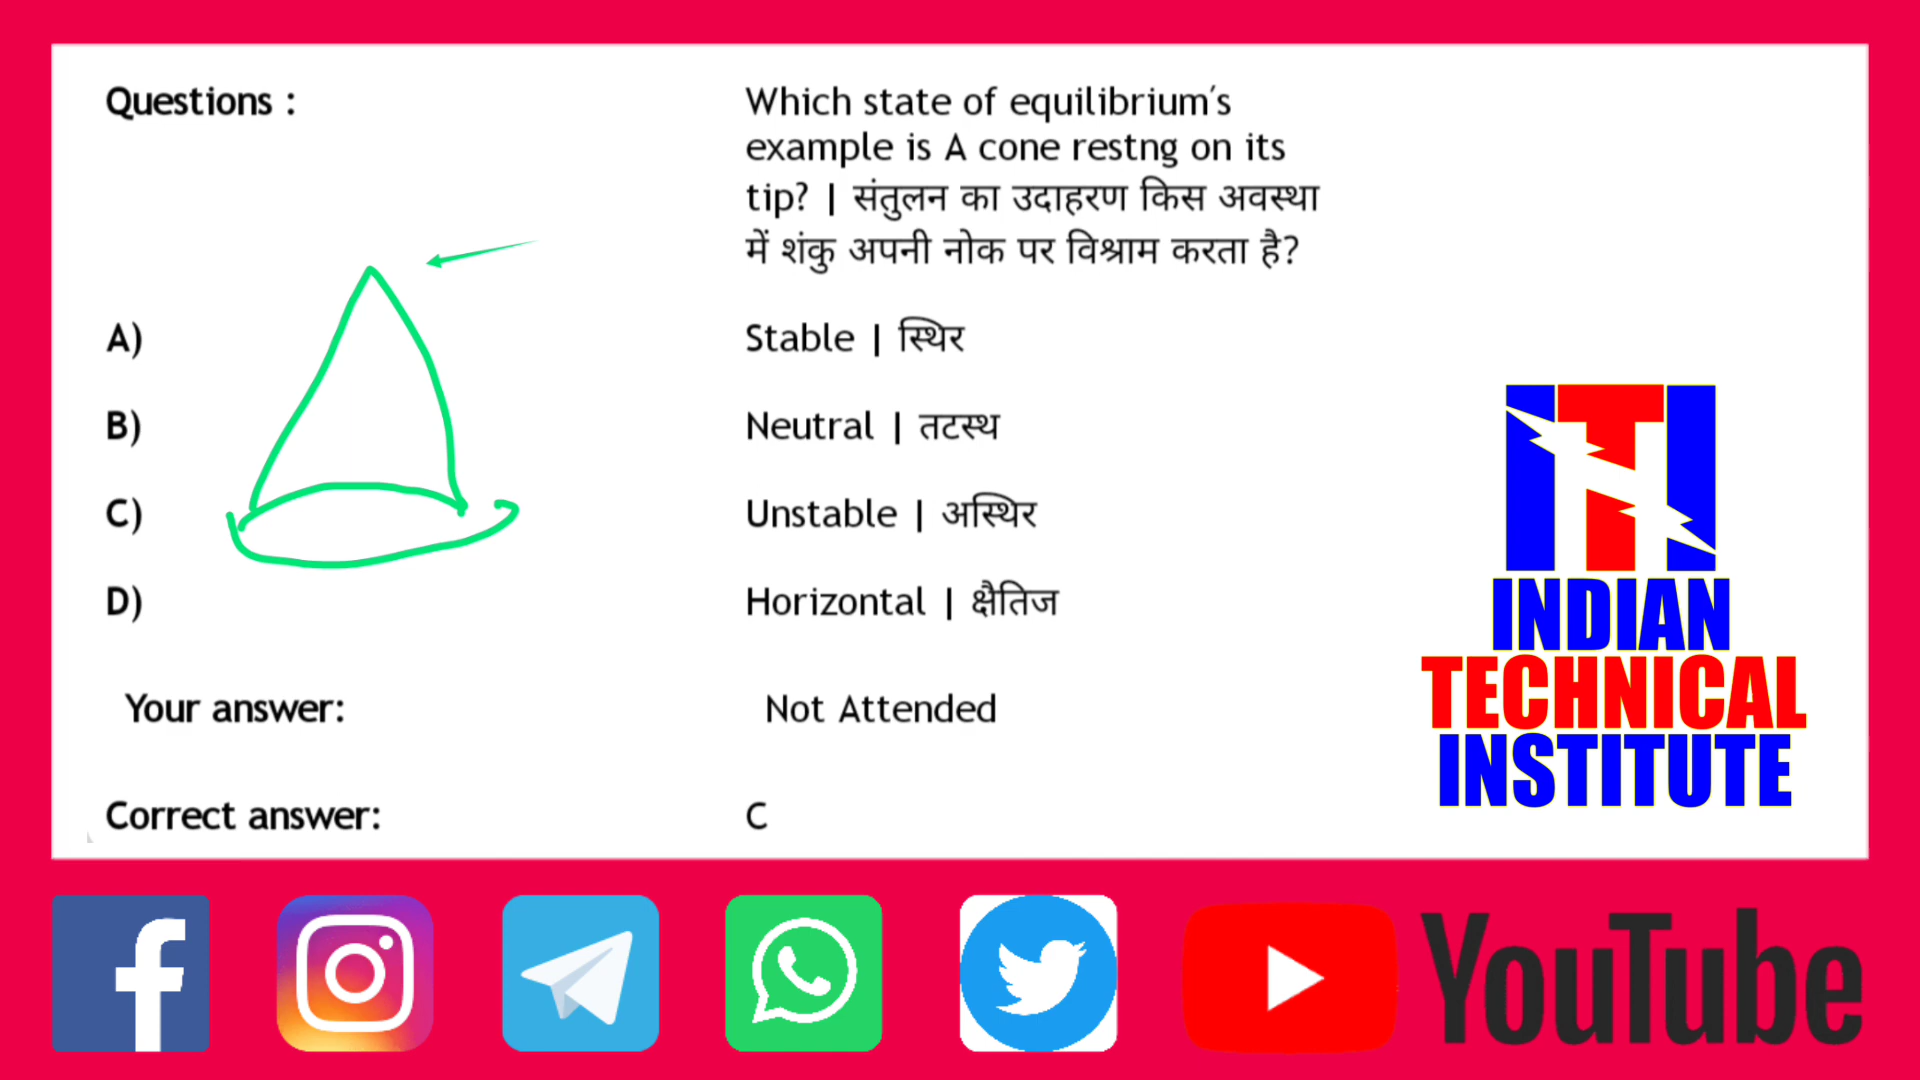 Questions :
Which state of equilibrium's
example is A cone restng on its
tip? | संतुलन का उदाहरण किस अवस्था
में शंकु अपनी नोक पर विश्राम करता है?
A) Stable | स्थिर
B) Neutral | तटस्थ
C) Unstable | अस्थिर
D) Horizontal | क्षैतिज
Your answer: Not Attended
Correct answer: C
ITI
INDIAN
TECHNICAL
INSTITUTE
YouTube